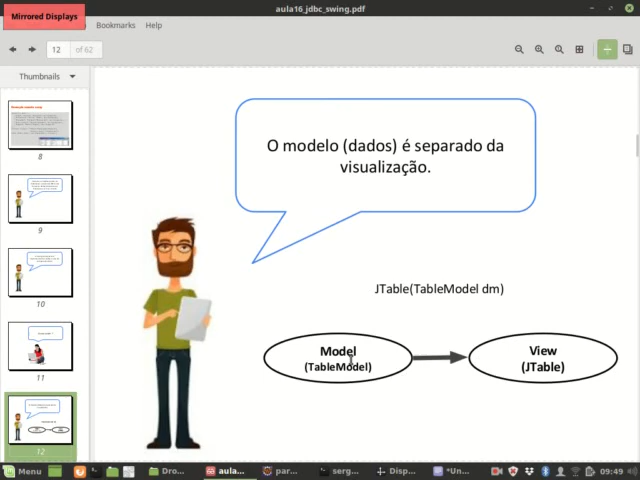 aula16_jdbc_swing.pdf
Mirrored Displays
Bookmarks Help
12 of 62
Thumbnails
8
9
10
11
12
O modelo (dados) é separado da
visualização.
JTable(TableModel dm)
Model
(TableModel)
View
(JTable)
Menu
Dro...
aula...
par...
serg...
Disp...
*Un...
09:49